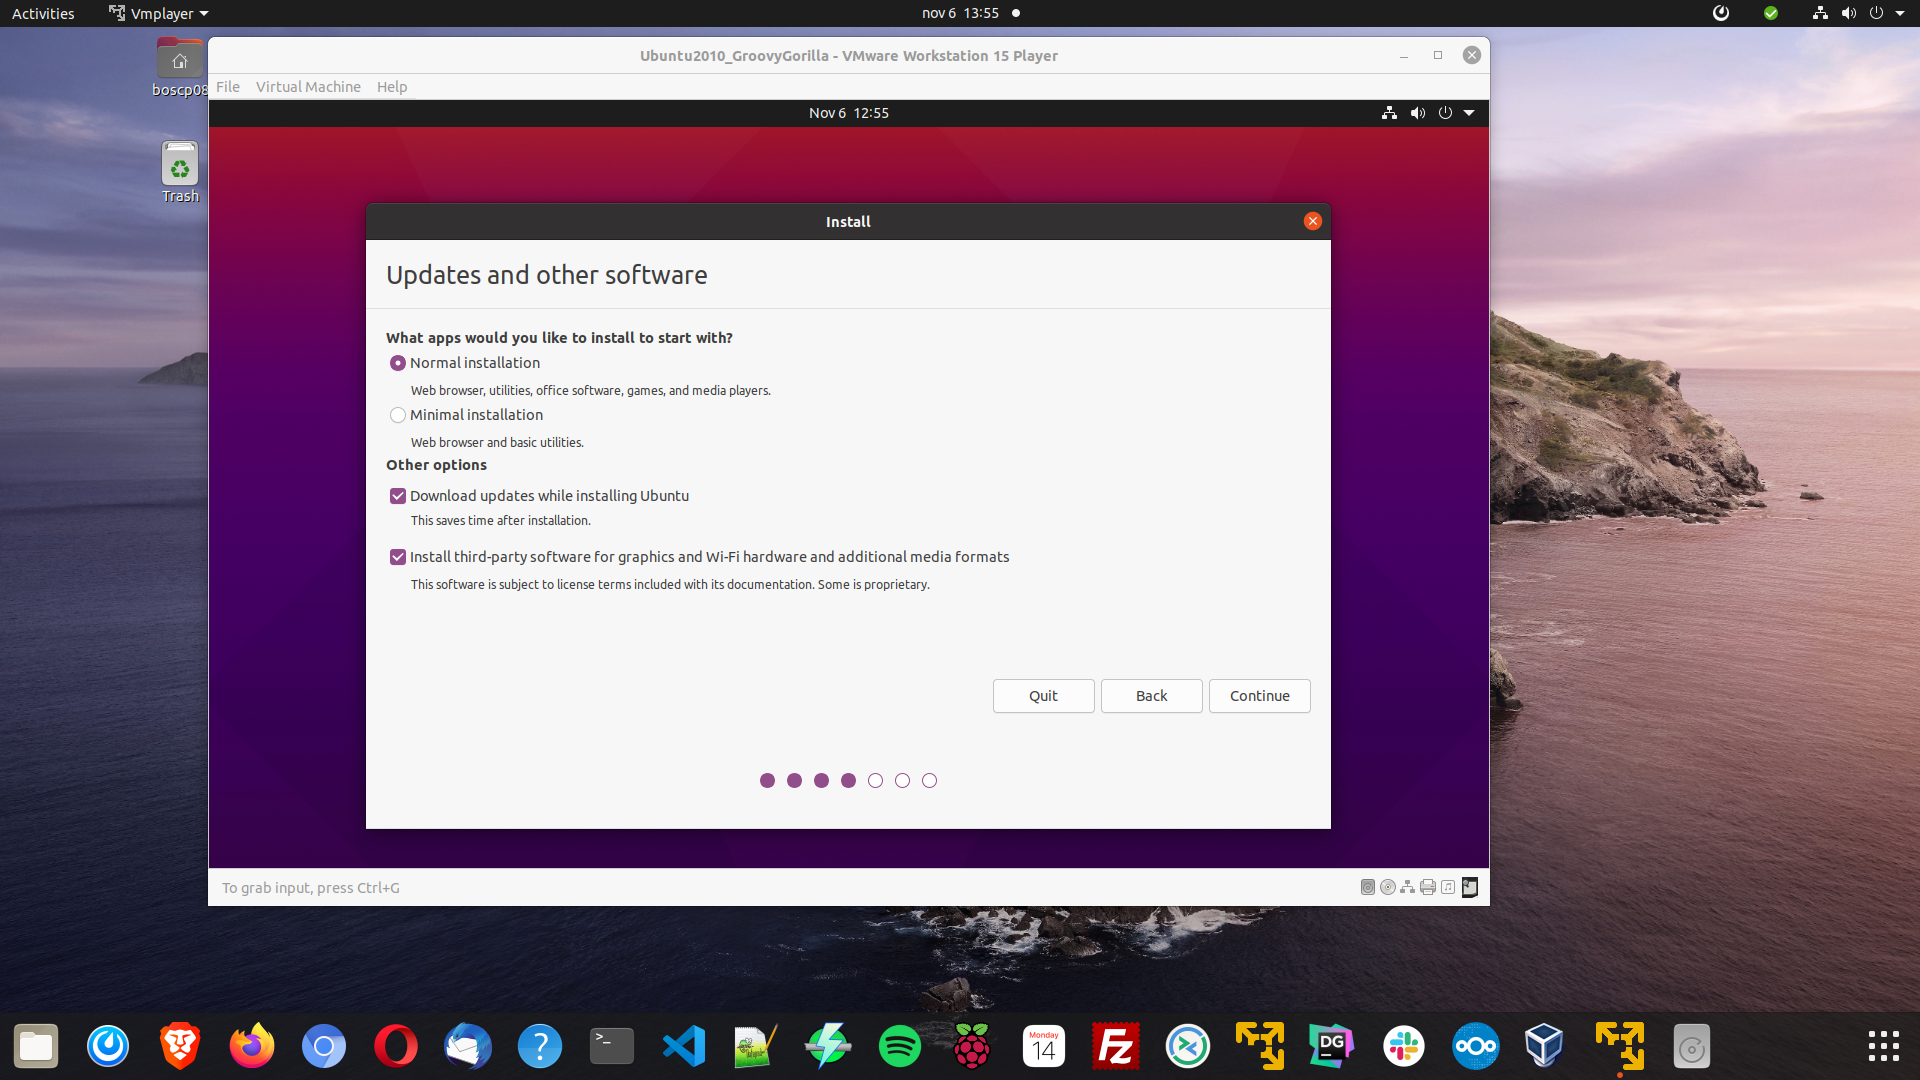 Activities
Vmplayer
nov 6 13:55
boscp08
Trash
Ubuntu2010_GroovyGorilla - VMware Workstation 15 Player
File Virtual Machine Help
Nov 6 12:55
Install
Updates and other software
What apps would you like to install to start with?
Normal installation
Web browser, utilities, office software, games, and media players.
Minimal installation
Web browser and basic utilities.
Other options
Download updates while installing Ubuntu
This saves time after installation.
Install third-party software for graphics and Wi-Fi hardware and additional media formats
This software is subject to license terms included with its documentation. Some is proprietary.
Quit Back Continue
To grab input, press Ctrl+G
>_
?
Monday
14
Fz
DG